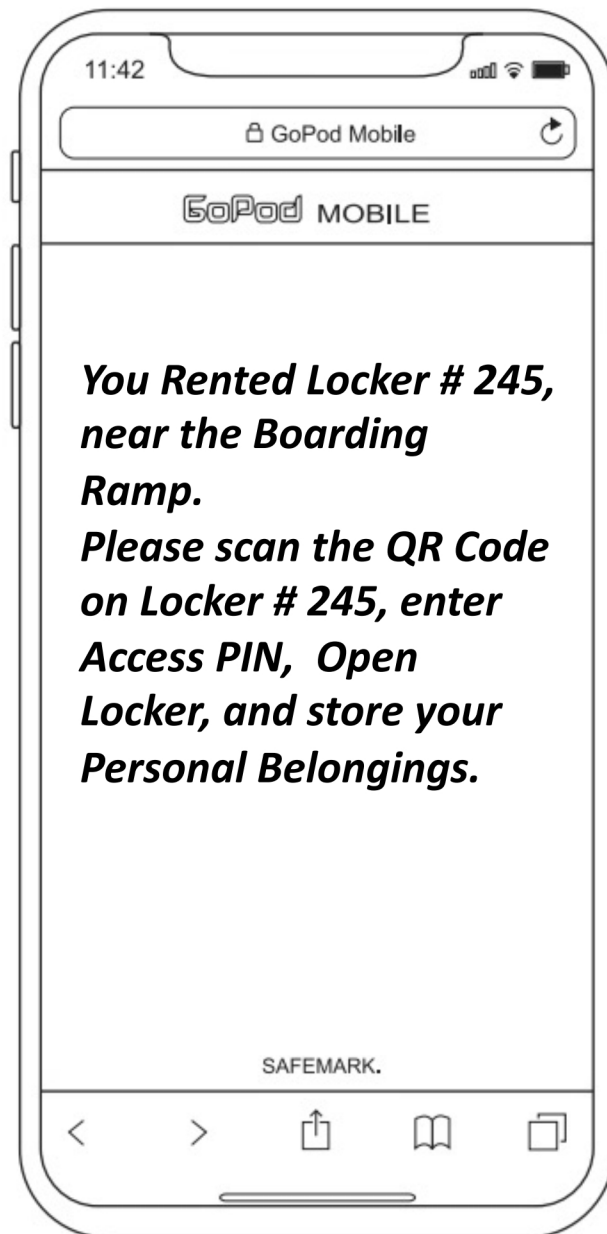 11:42
GoPod Mobile
GoPod MOBILE
You Rented Locker # 245,
near the Boarding
Ramp.
Please scan the QR Code
on Locker # 245, enter
Access PIN,  Open
Locker, and store your
Personal Belongings.
SAFEMARK.